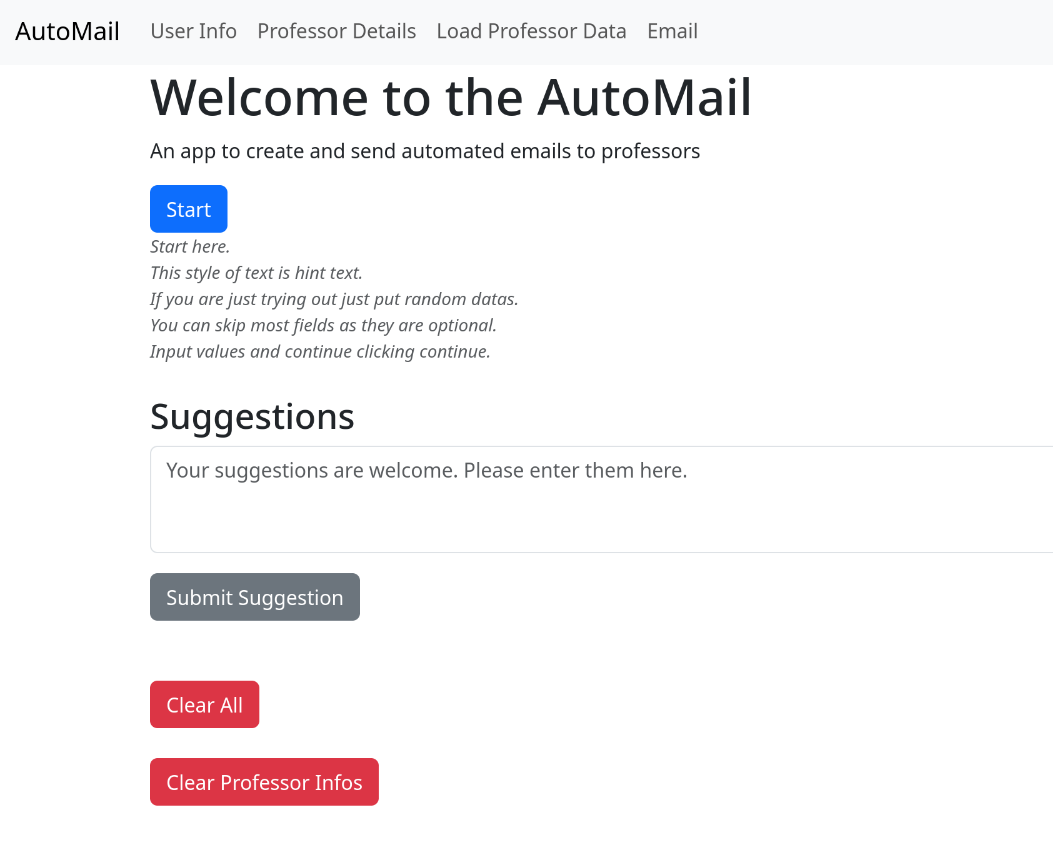 AutoMail User Info Professor Details Load Professor Data Email
Welcome to the AutoMail
An app to create and send automated emails to professors
Start
Start here.
This style of text is hint text.
If you are just trying out just put random datas.
You can skip most fields as they are optional.
Input values and continue clicking continue.
Suggestions
Your suggestions are welcome. Please enter them here.
Submit Suggestion
Clear All
Clear Professor Infos